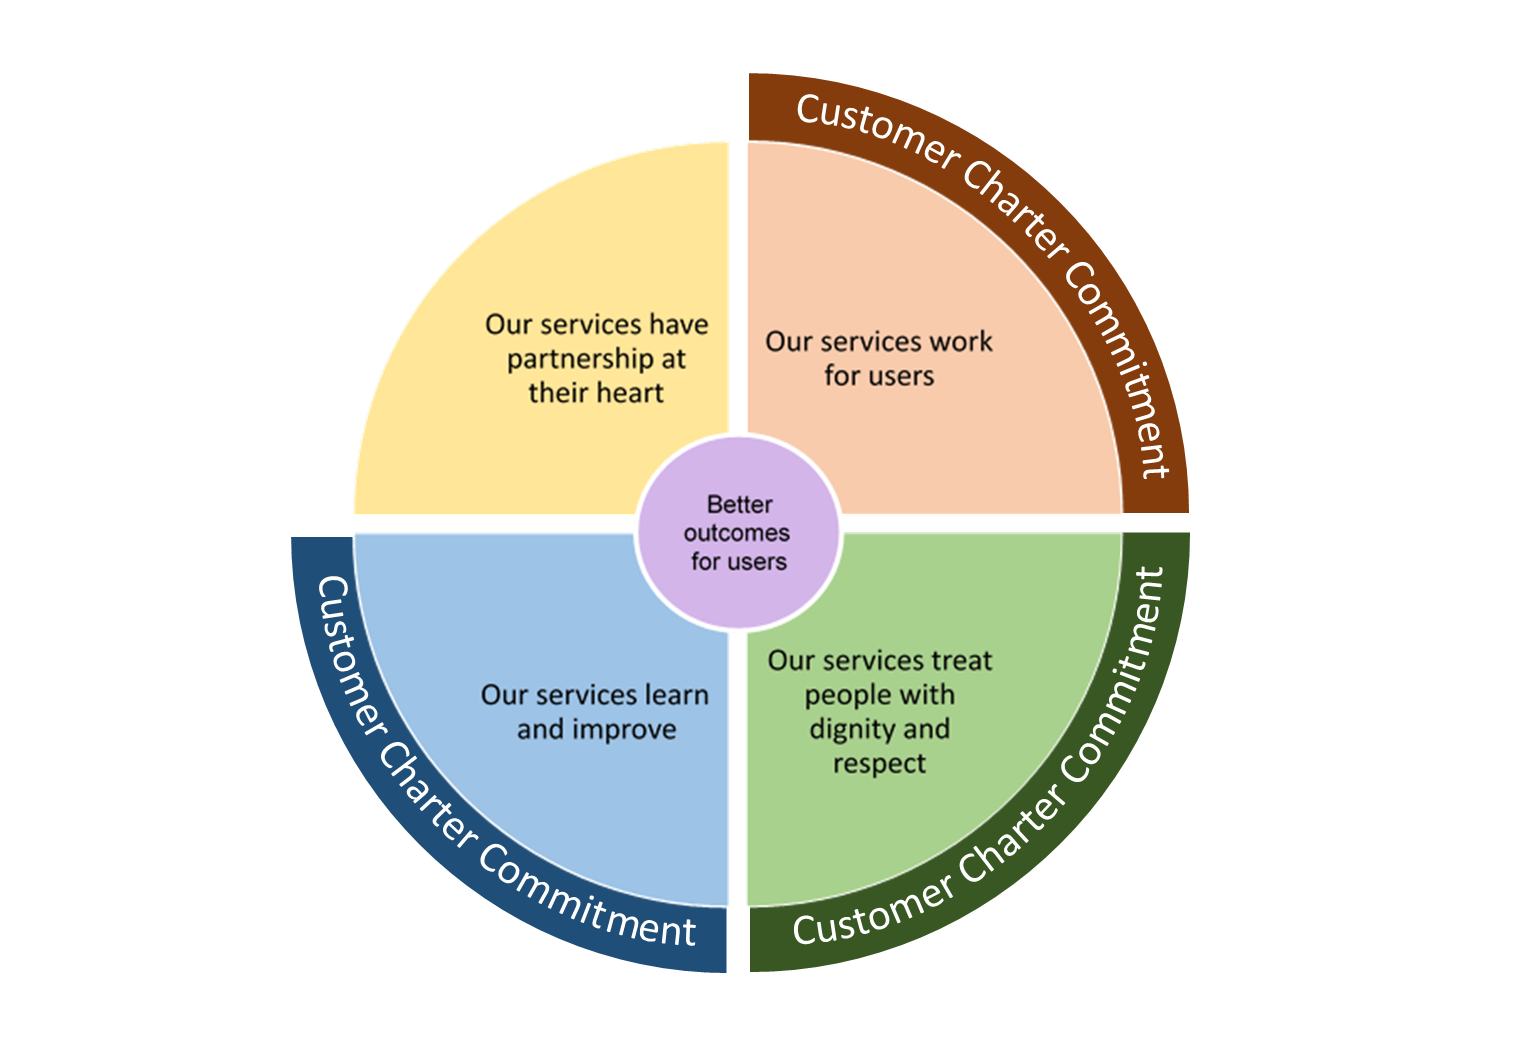 Customer Charter Commitment
Our services have
partnership at
their heart
Our services work
for users
Better
outcomes
for users
Our services learn
and improve
Our services treat
people with
dignity and
respect
Customer Charter Commitment
Customer Charter Commitment